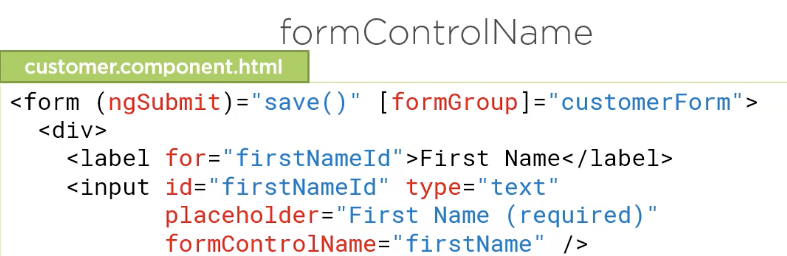 formControlName
customer.component.html
<form (ngSubmit)="save()" [formGroup]="customerForm">
<div>
<label for="firstNameId">First Name</label>
<input id="firstNameId" type="text"
placeholder="First Name (required)"
formControlName="firstName" />